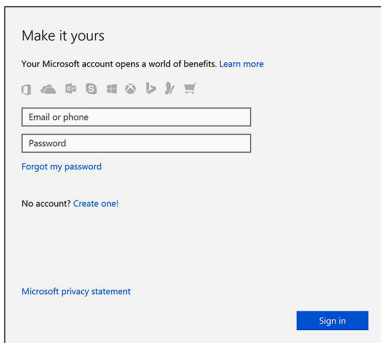 Make it yours
Your Microsoft account opens a world of benefits. Learn more
Email or phone
Password
Forgot my password
No account? Create one!
Microsoft privacy statement
Sign in